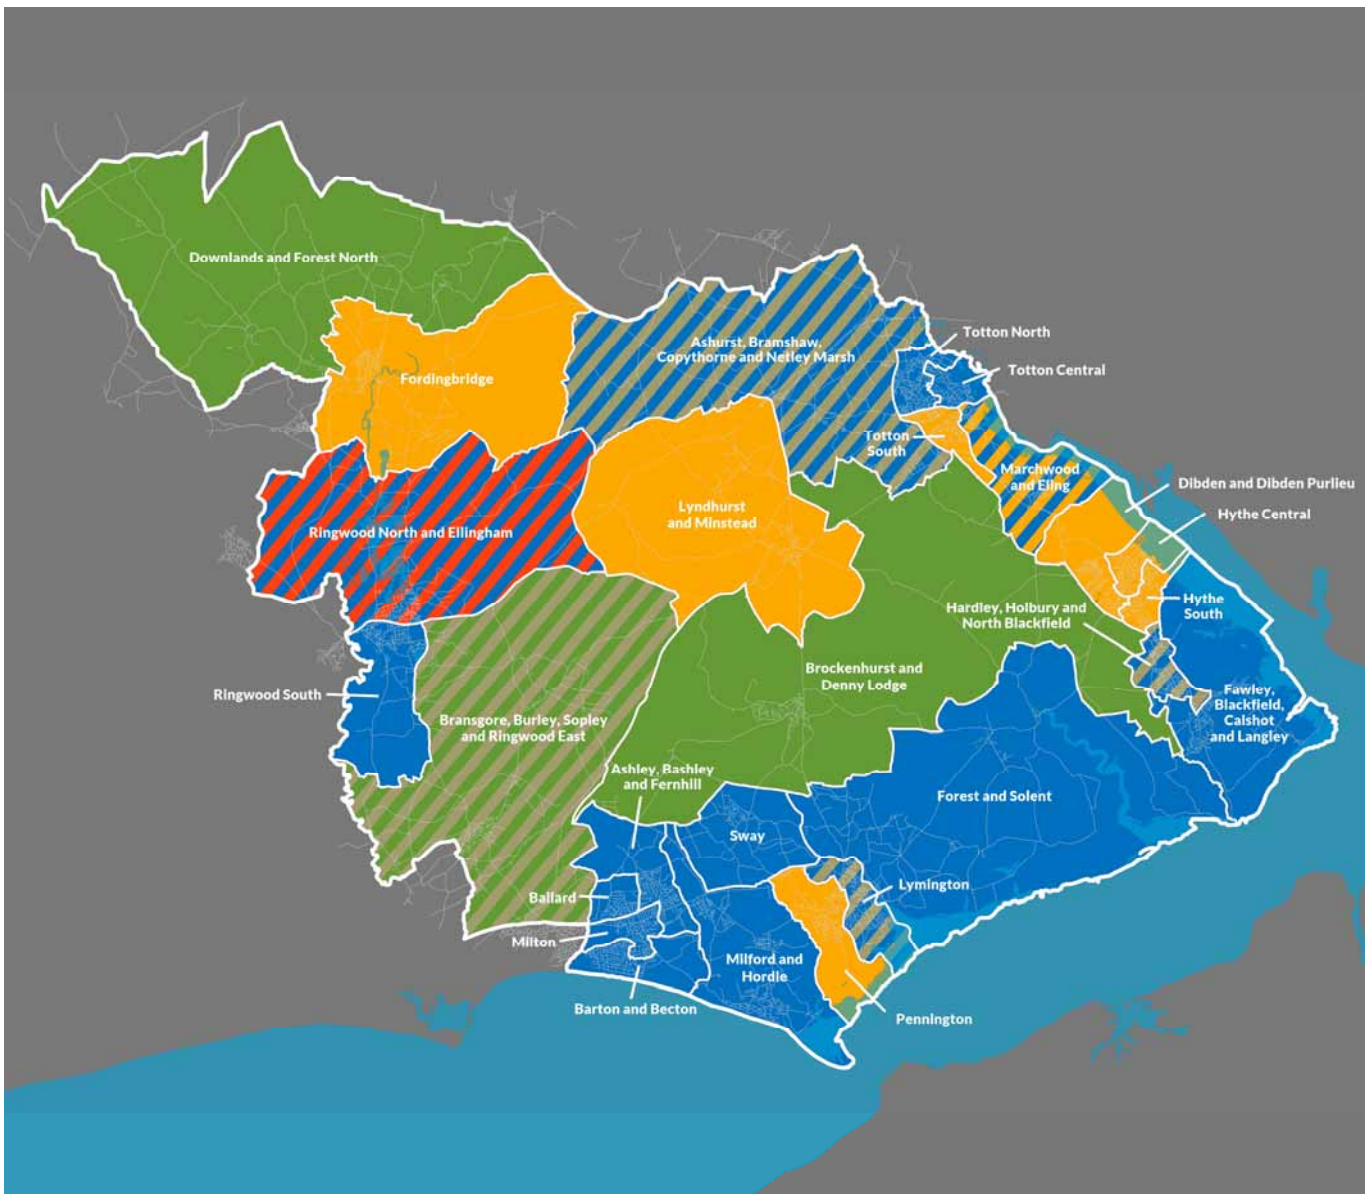 Downlands and Forest North
Fordingbridge
Ashurst, Bramshaw,
Copythorne and Netley Marsh
Totton North
Totton Central
Totton
South
Marchwood
and Eling
Dibden and Dibden Purlieu
Hythe Central
Lyndhurst
and Minstead
Ringwood North and Ellingham
Hythe
South
Hardley, Holbury and
North Blackfield
Brockenhurst and
Denny Lodge
Ringwood South
Fawley,
Blackfield,
Calshot
and Langley
Bransgore, Burley, Sopley
and Ringwood East
Ashley, Bashley
and Fernhill
Forest and Solent
Sway
Lymington
Ballard
Milton
Milford and
Hordle
Barton and Becton
Pennington